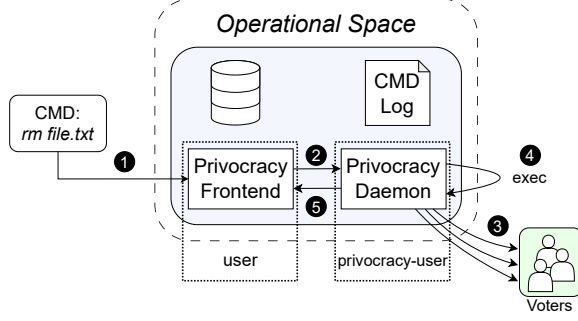 Operational Space
CMD:
rm file.txt
CMD
Log
1
Privocracy
Frontend
2
5
Privocracy
Daemon
4
exec
3
user
privocracy-user
Voters